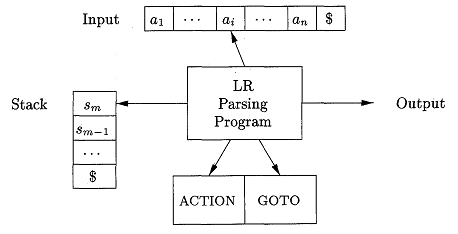 Input a₁ ··· aᵢ ··· aₙ $
LR
Parsing
Program
Stack
sₘ
sₘ₋₁
···
$
Output
ACTION GOTO